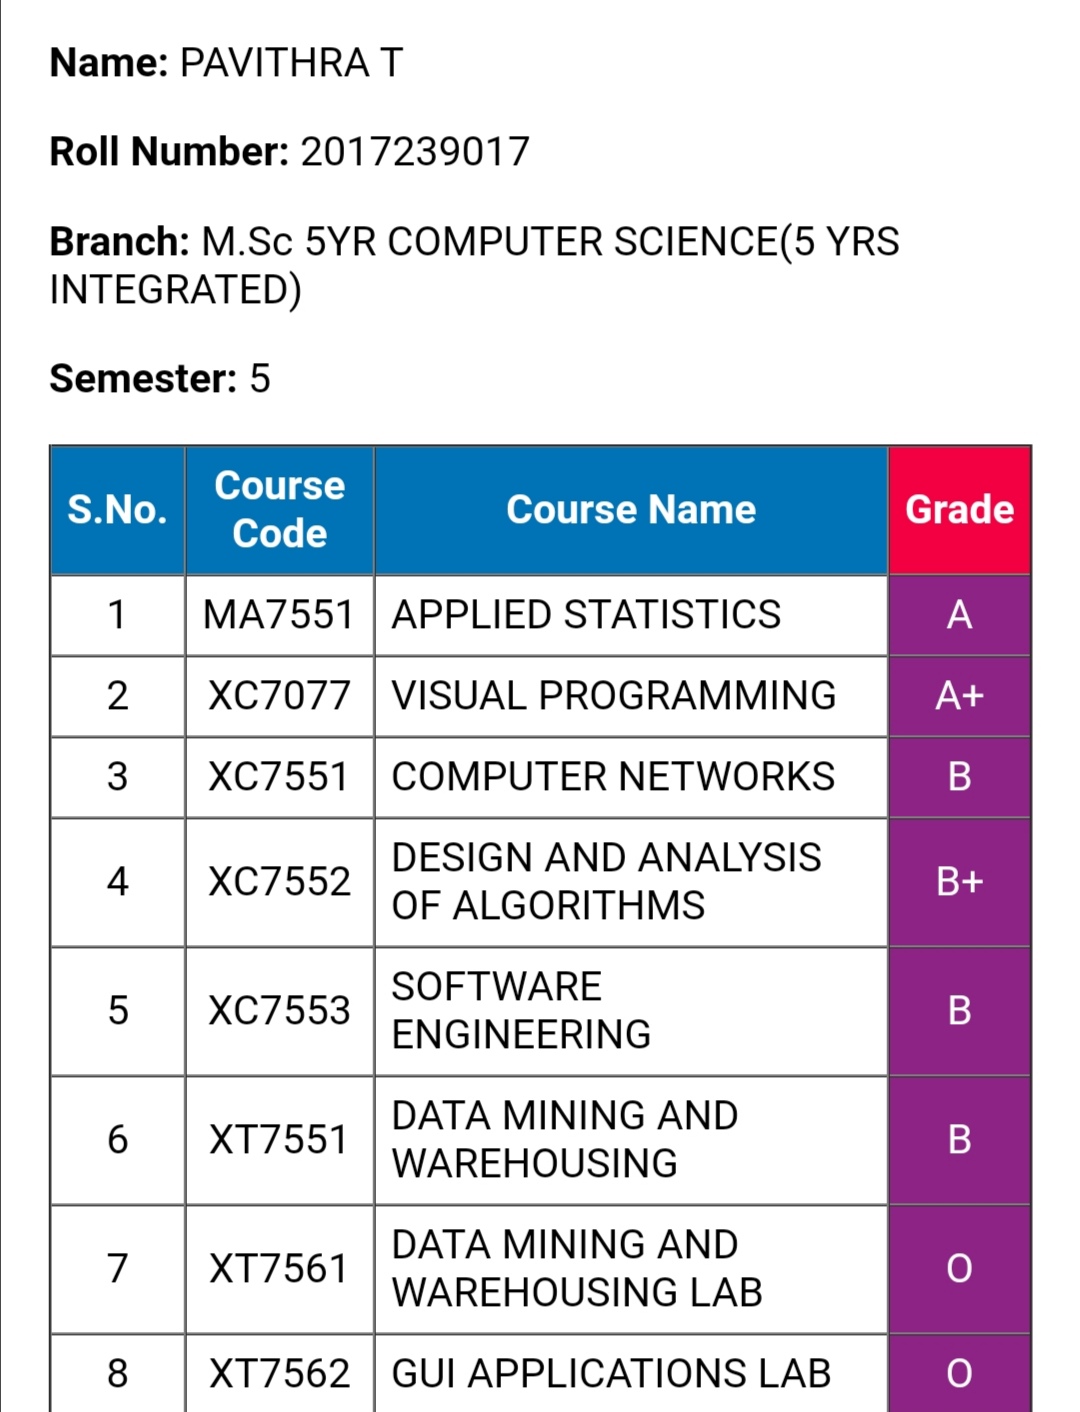 Name: PAVITHRA T
Roll Number: 2017239017
Branch: M.Sc 5YR COMPUTER SCIENCE(5 YRS
INTEGRATED)
Semester: 5
S.No. Course Code Course Name Grade
1 MA7551 APPLIED STATISTICS A
2 XC7077 VISUAL PROGRAMMING A+
3 XC7551 COMPUTER NETWORKS B
4 XC7552 DESIGN AND ANALYSIS
OF ALGORITHMS B+
5 XC7553 SOFTWARE
ENGINEERING B
6 XT7551 DATA MINING AND
WAREHOUSING B
7 XT7561 DATA MINING AND
WAREHOUSING LAB O
8 XT7562 GUI APPLICATIONS LAB O